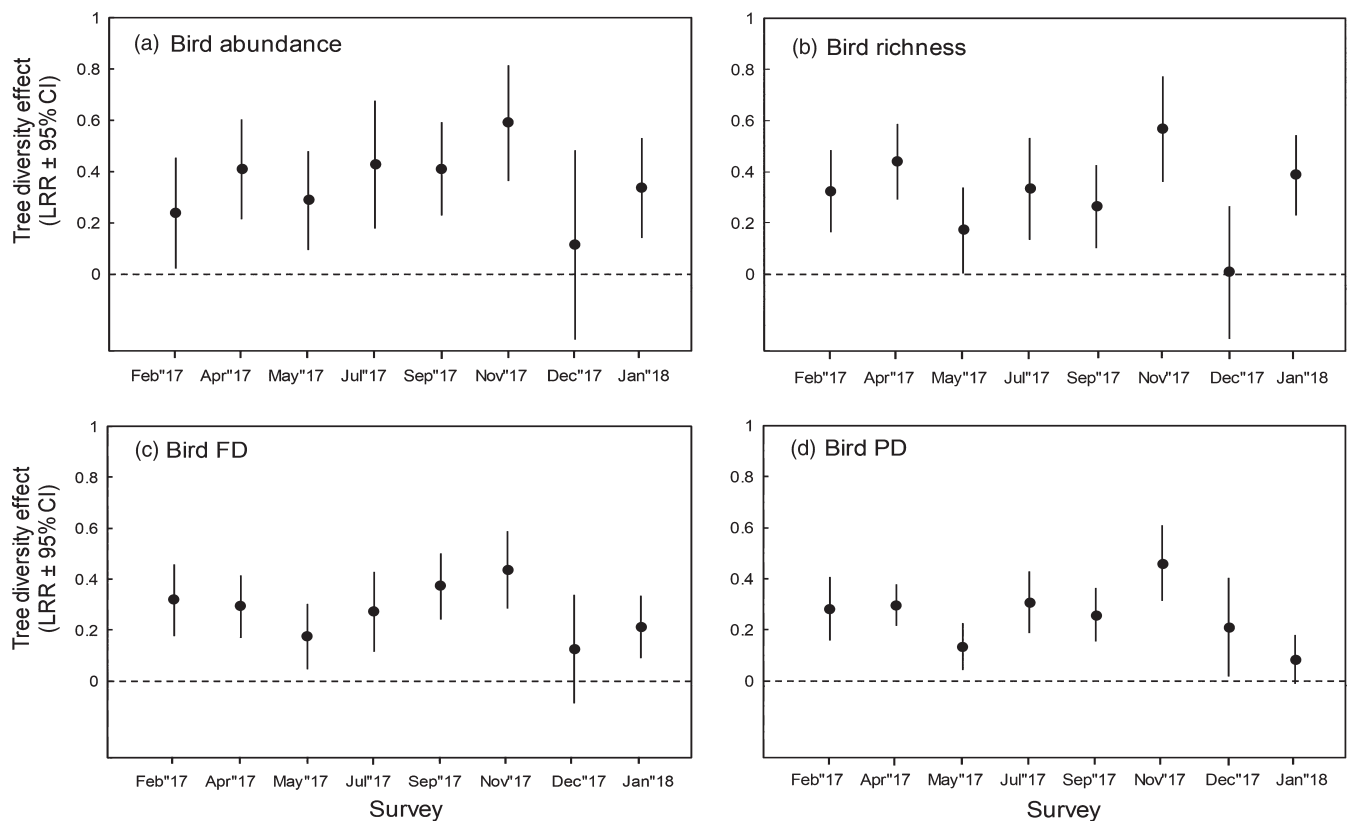 (a) Bird abundance
Tree diversity effect
(LRR ± 95% CI)
1
0.8
0.6
0.4
0.2
0
Feb"17 Apr"17 May"17 Jul"17 Sep"17 Nov"17 Dec"17 Jan"18
(b) Bird richness
1
0.8
0.6
0.4
0.2
0
Feb"17 Apr"17 May"17 Jul"17 Sep"17 Nov"17 Dec"17 Jan"18
(c) Bird FD
Tree diversity effect
(LRR ± 95% CI)
1
0.8
0.6
0.4
0.2
0
Feb"17 Apr"17 May"17 Jul"17 Sep"17 Nov"17 Dec"17 Jan"18
Survey
(d) Bird PD
1
0.8
0.6
0.4
0.2
0
Feb"17 Apr"17 May"17 Jul"17 Sep"17 Nov"17 Dec"17 Jan"18
Survey